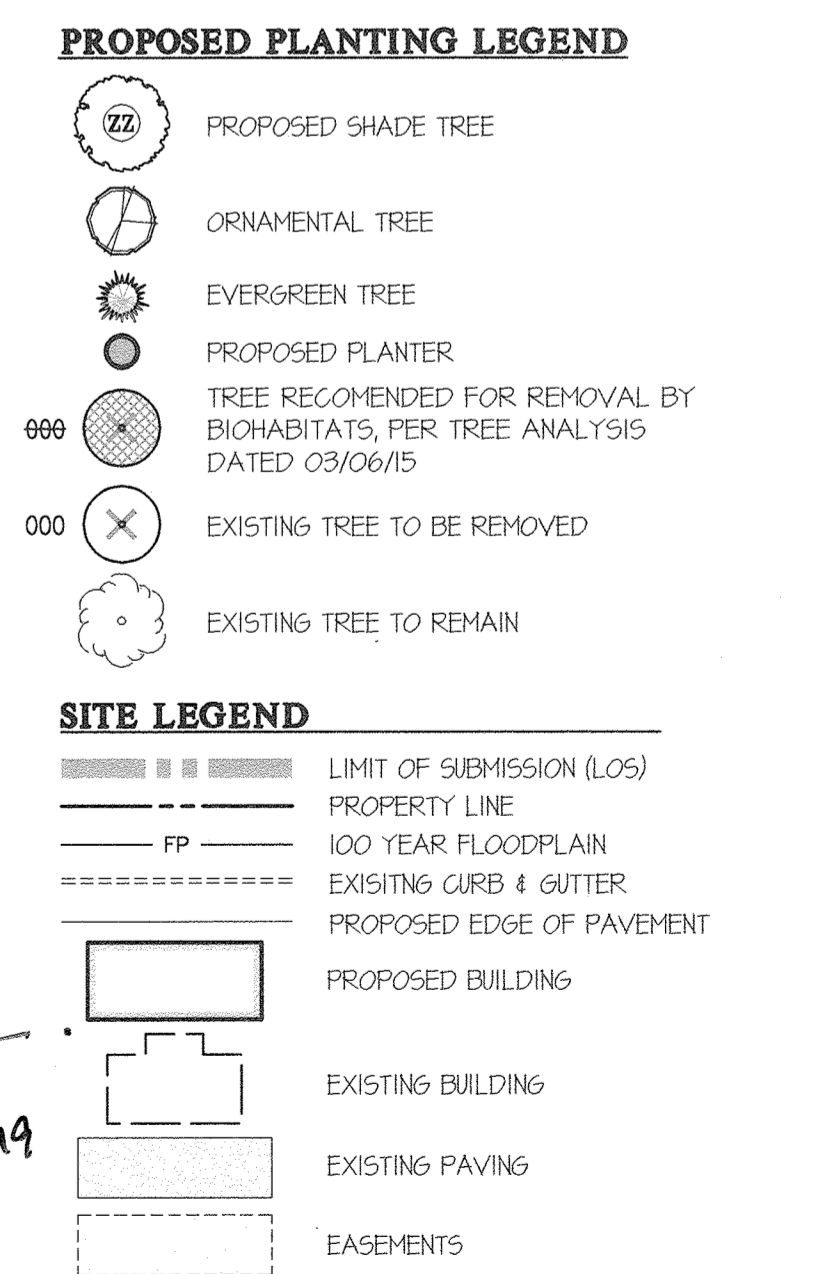 PROPOSED PLANTING LEGEND
ZZ PROPOSED SHADE TREE
ORNAMENTAL TREE
EVERGREEN TREE
PROPOSED PLANTER
000 TREE RECOMENDED FOR REMOVAL BY
BIOHABITATS, PER TREE ANALYSIS
DATED 03/06/15
000 EXISTING TREE TO BE REMOVED
EXISTING TREE TO REMAIN
SITE LEGEND
LIMIT OF SUBMISSION (LOS)
PROPERTY LINE
FP 100 YEAR FLOODPLAIN
EXISITNG CURB & GUTTER
PROPOSED EDGE OF PAVEMENT
PROPOSED BUILDING
EXISTING BUILDING
EXISTING PAVING
EASEMENTS